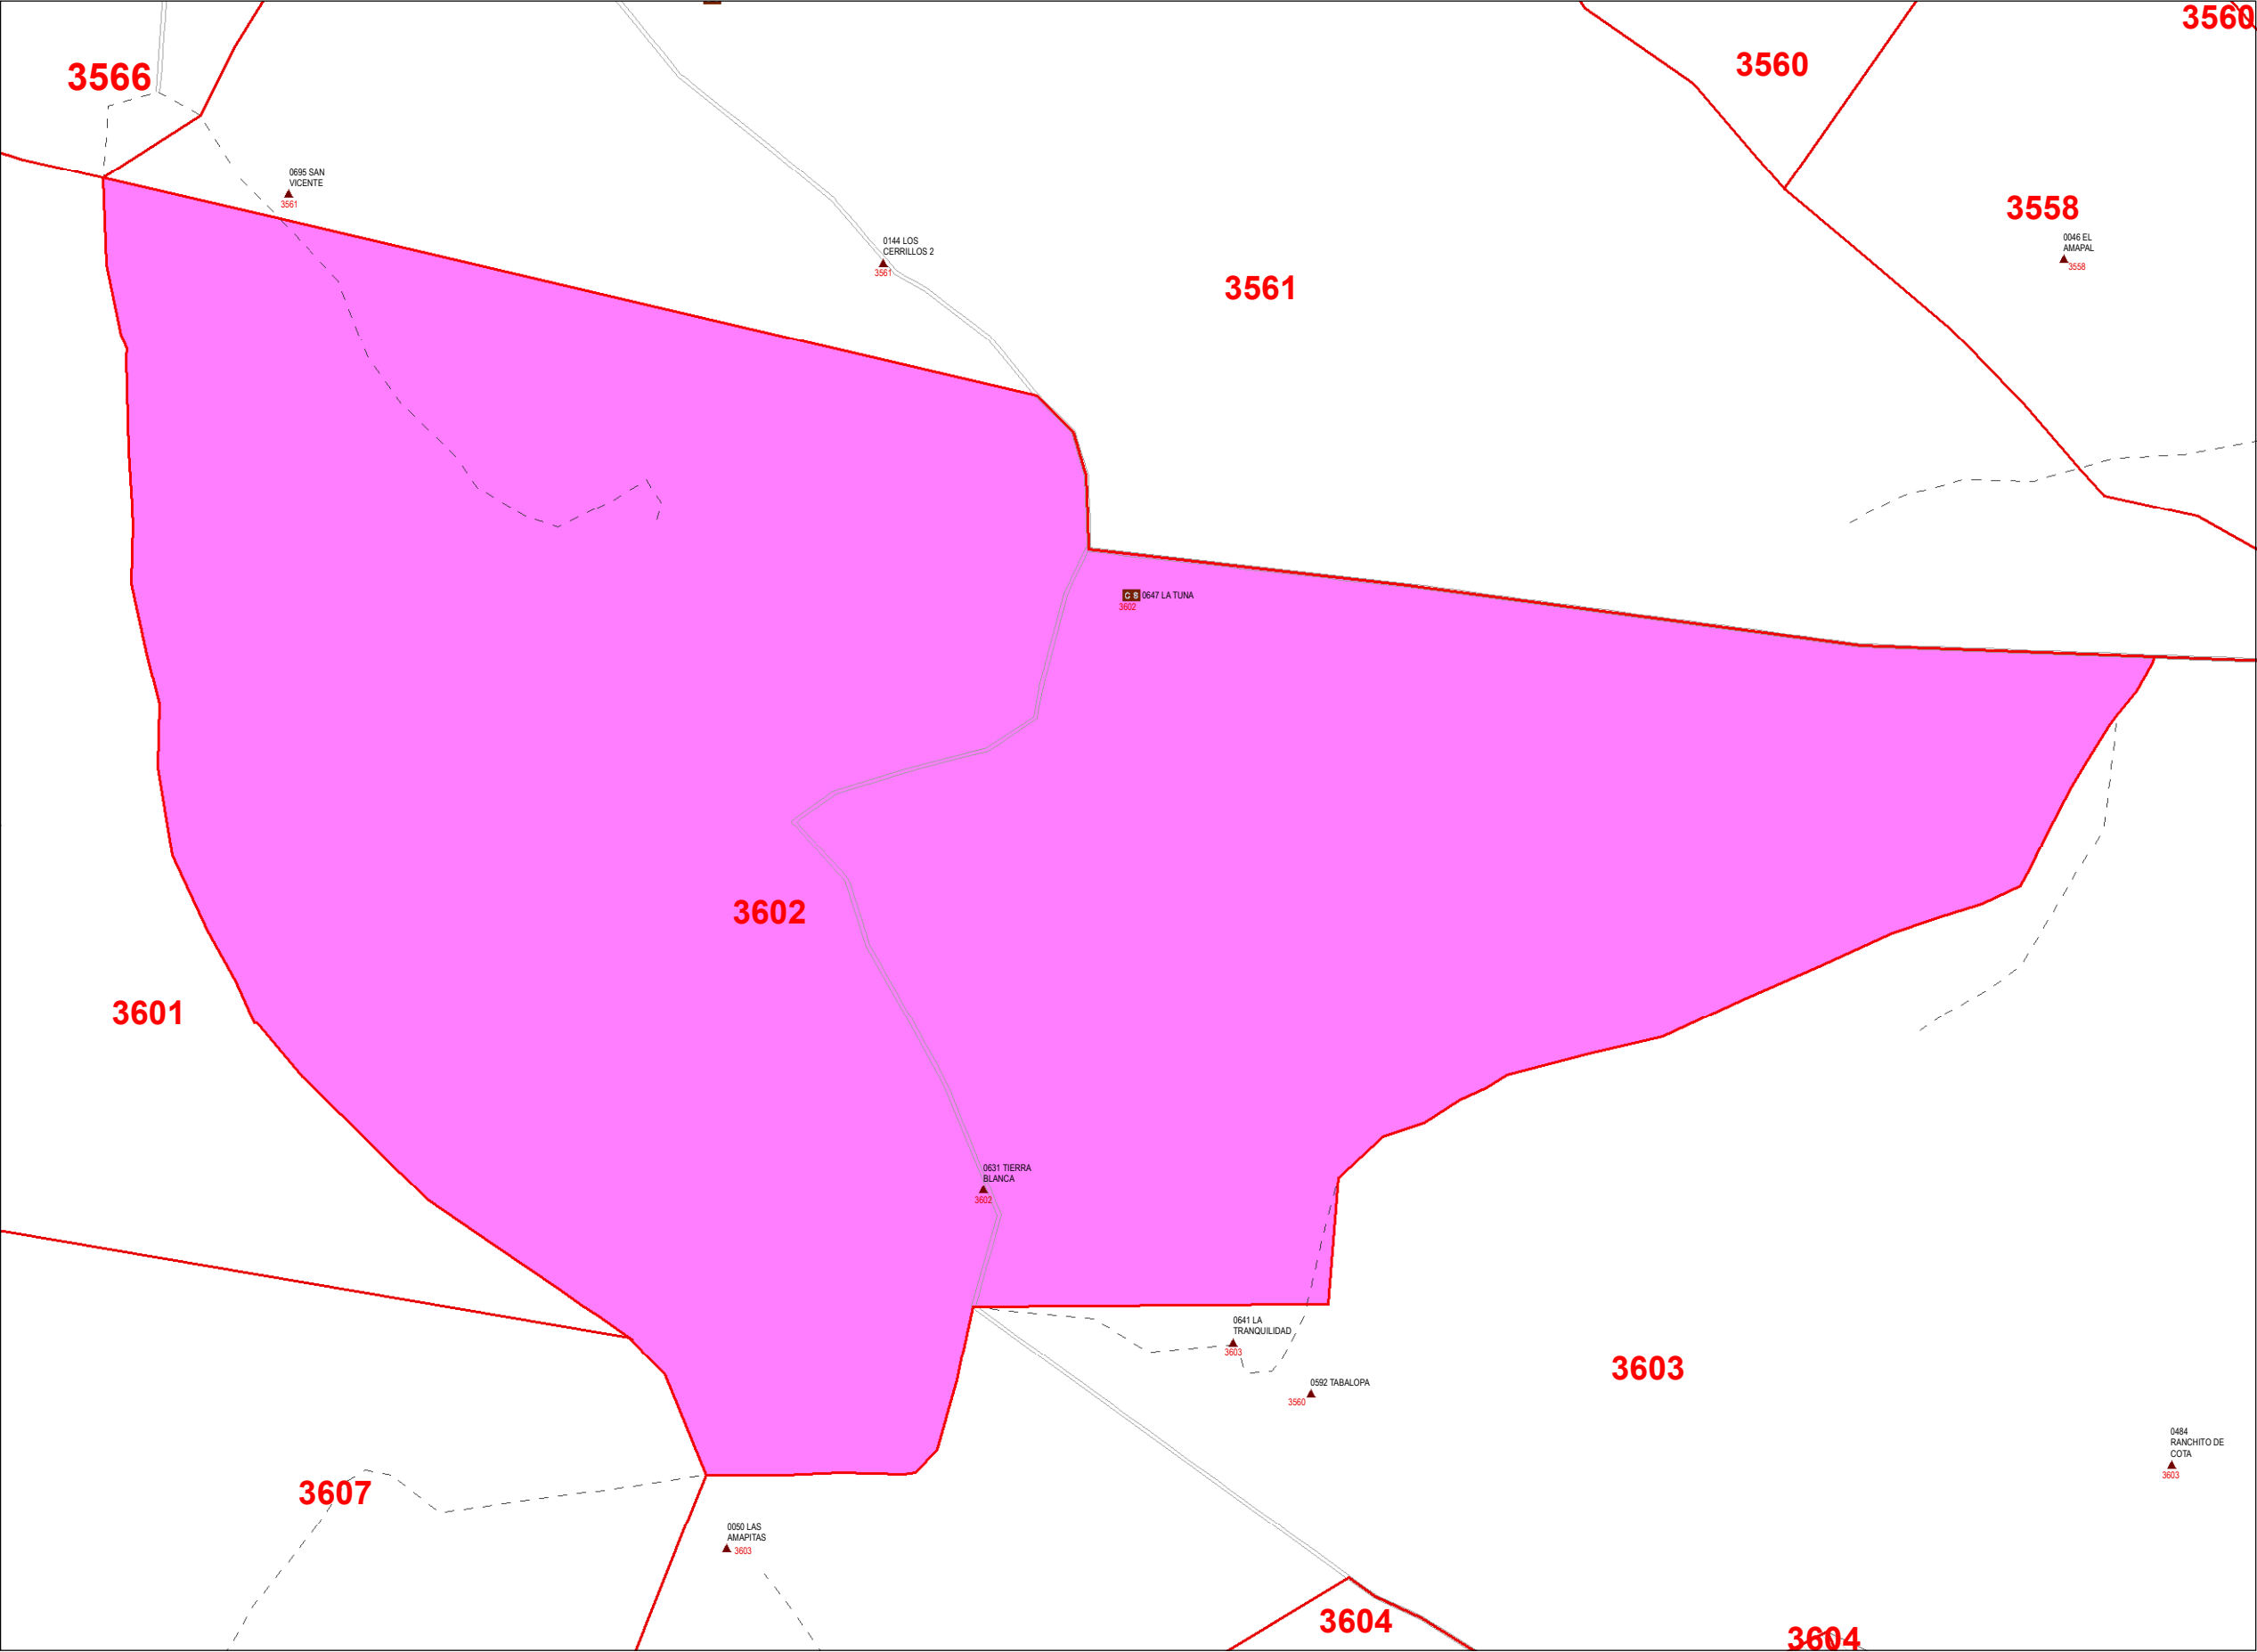 3560
3560
3566
0695 SAN
VICENTE
3561
3558
0046 EL
AMAPAL
3558
0144 LOS
CERRILLOS 2
3561
3561
0647 LA TUNA
3602
3602
3601
0631 TIERRA
BLANCA
3602
0641 LA
TRANQUILIDAD
3603
0592 TABALOPA
3560
3603
0484
RANCHITO DE
COTA
3603
3607
0050 LAS
AMAPITAS
3603
3604
3604